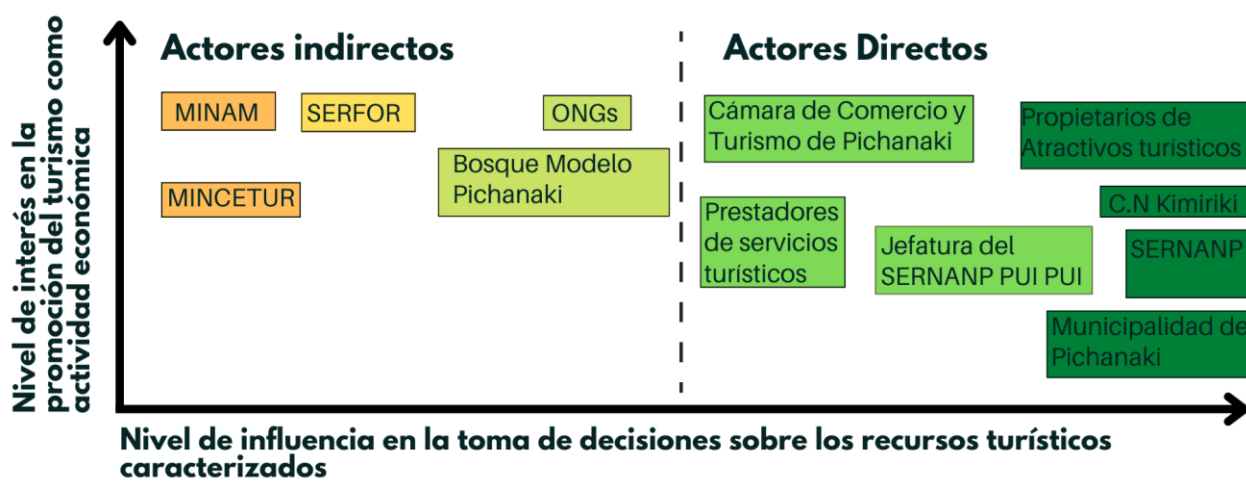 Nivel de interés en la
promoción del turismo como
actividad económica
Actores indirectos
Actores Directos
MINAM
SERFOR
ONGs
Cámara de Comercio y
Turismo de Pichanaki
Propietarios de
Atractivos turísticos
Bosque Modelo
Pichanaki
MINCETUR
C.N Kimiriki
Prestadores
de servicios
turísticos
Jefatura del
SERNANP PUI PUI
SERNANP
Municipalidad de
Pichanaki
Nivel de influencia en la toma de decisiones sobre los recursos turísticos
caracterizados